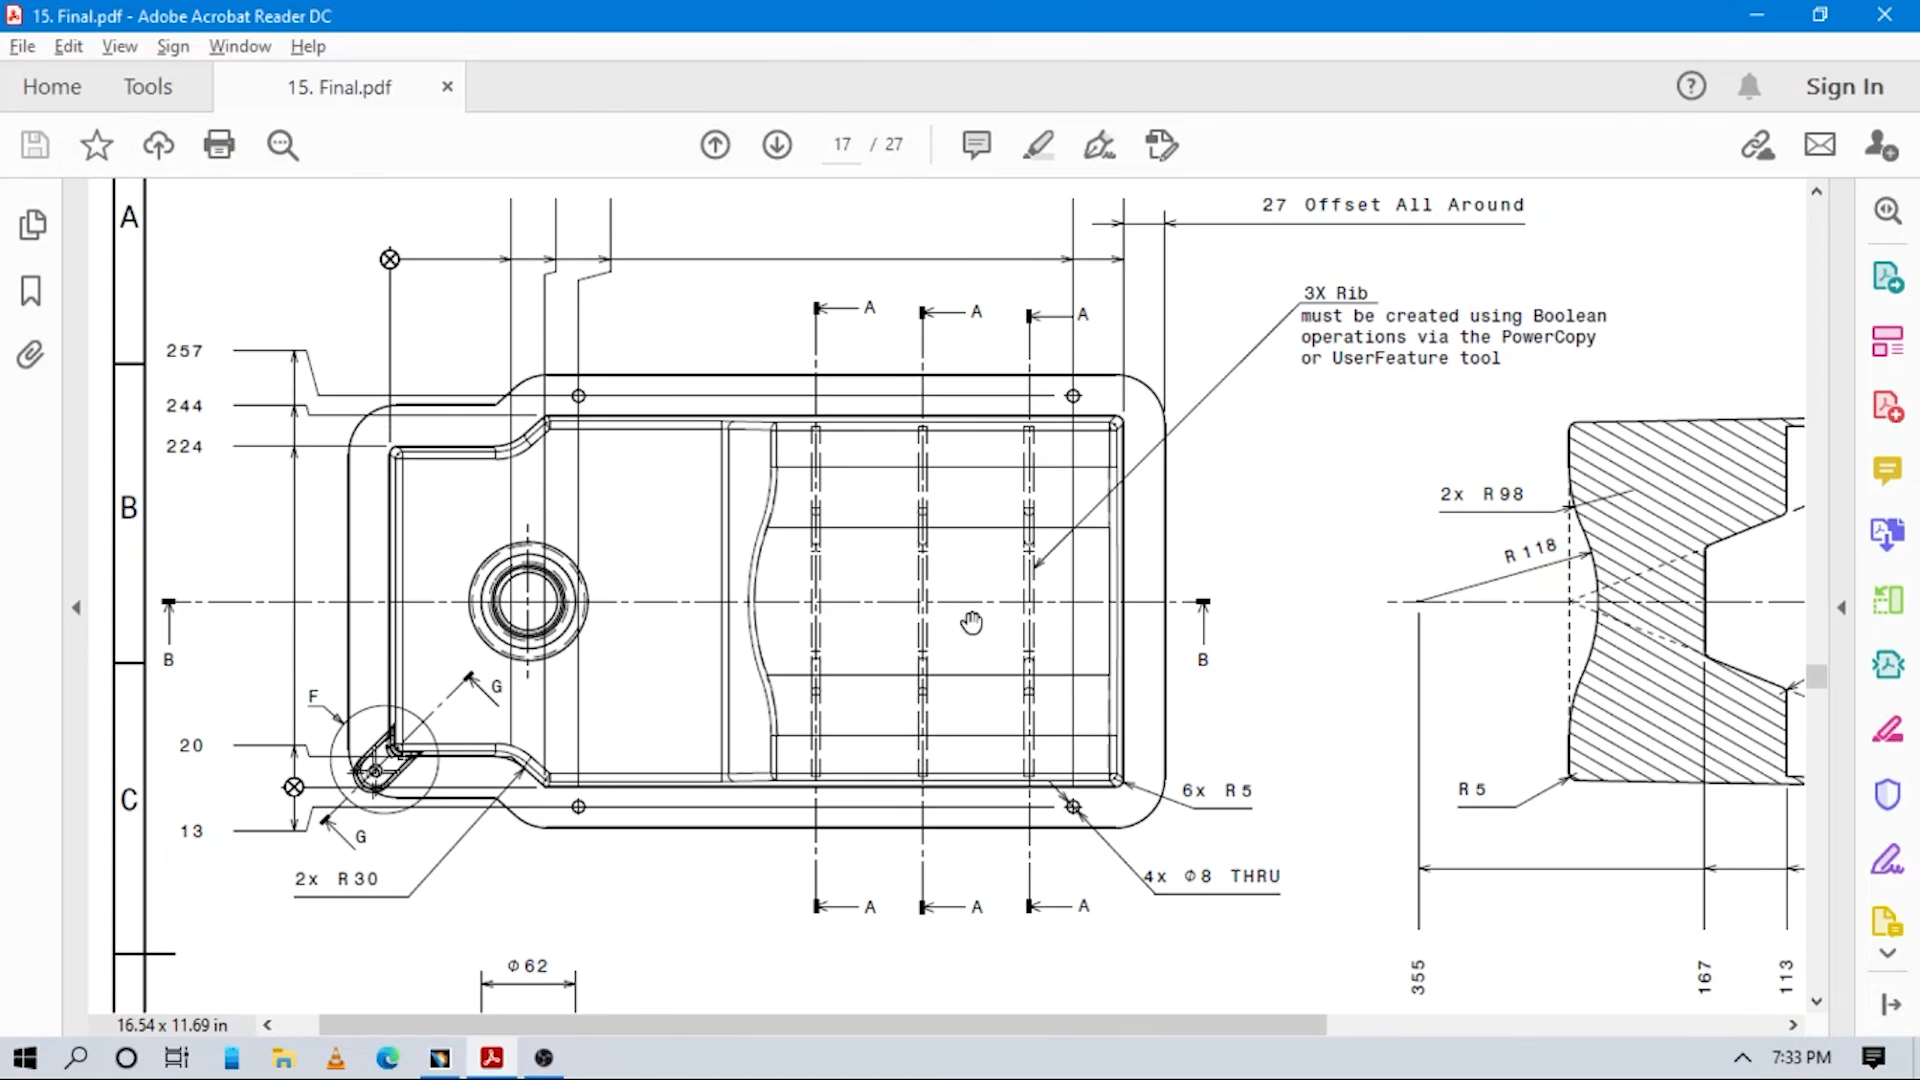 15. Final.pdf - Adobe Acrobat Reader DC
File Edit View Sign Window Help
Home Tools 15. Final.pdf × ? Sign In
17 / 27
A
27 Offset All Around
A A A
3X Rib
must be created using Boolean
operations via the PowerCopy
or UserFeature tool
257
244
224
B
2x R98
R118
B B
G
F
20
C
6x R5
R5
13
G
2x R30
4x Φ8 THRU
A A A
Φ62
355
167
113
16.54 x 11.69 in
7:33 PM